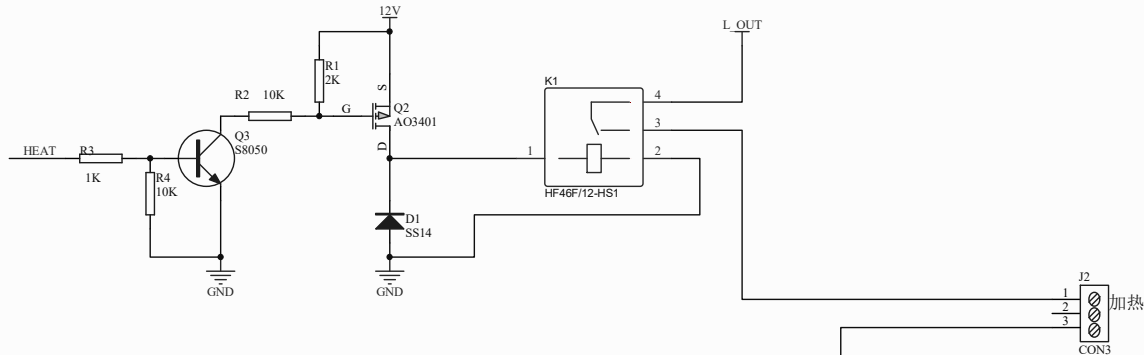 12V
L_OUT
R1
2K
K1
S
4
R2 10K
G
Q2
AO3401
3
Q3
S8050
D
HEAT
R3
1K
1
2
R4
10K
HF46F/12-HS1
D1
SS14
GND
GND
J2
1
2
3
加热
CON3